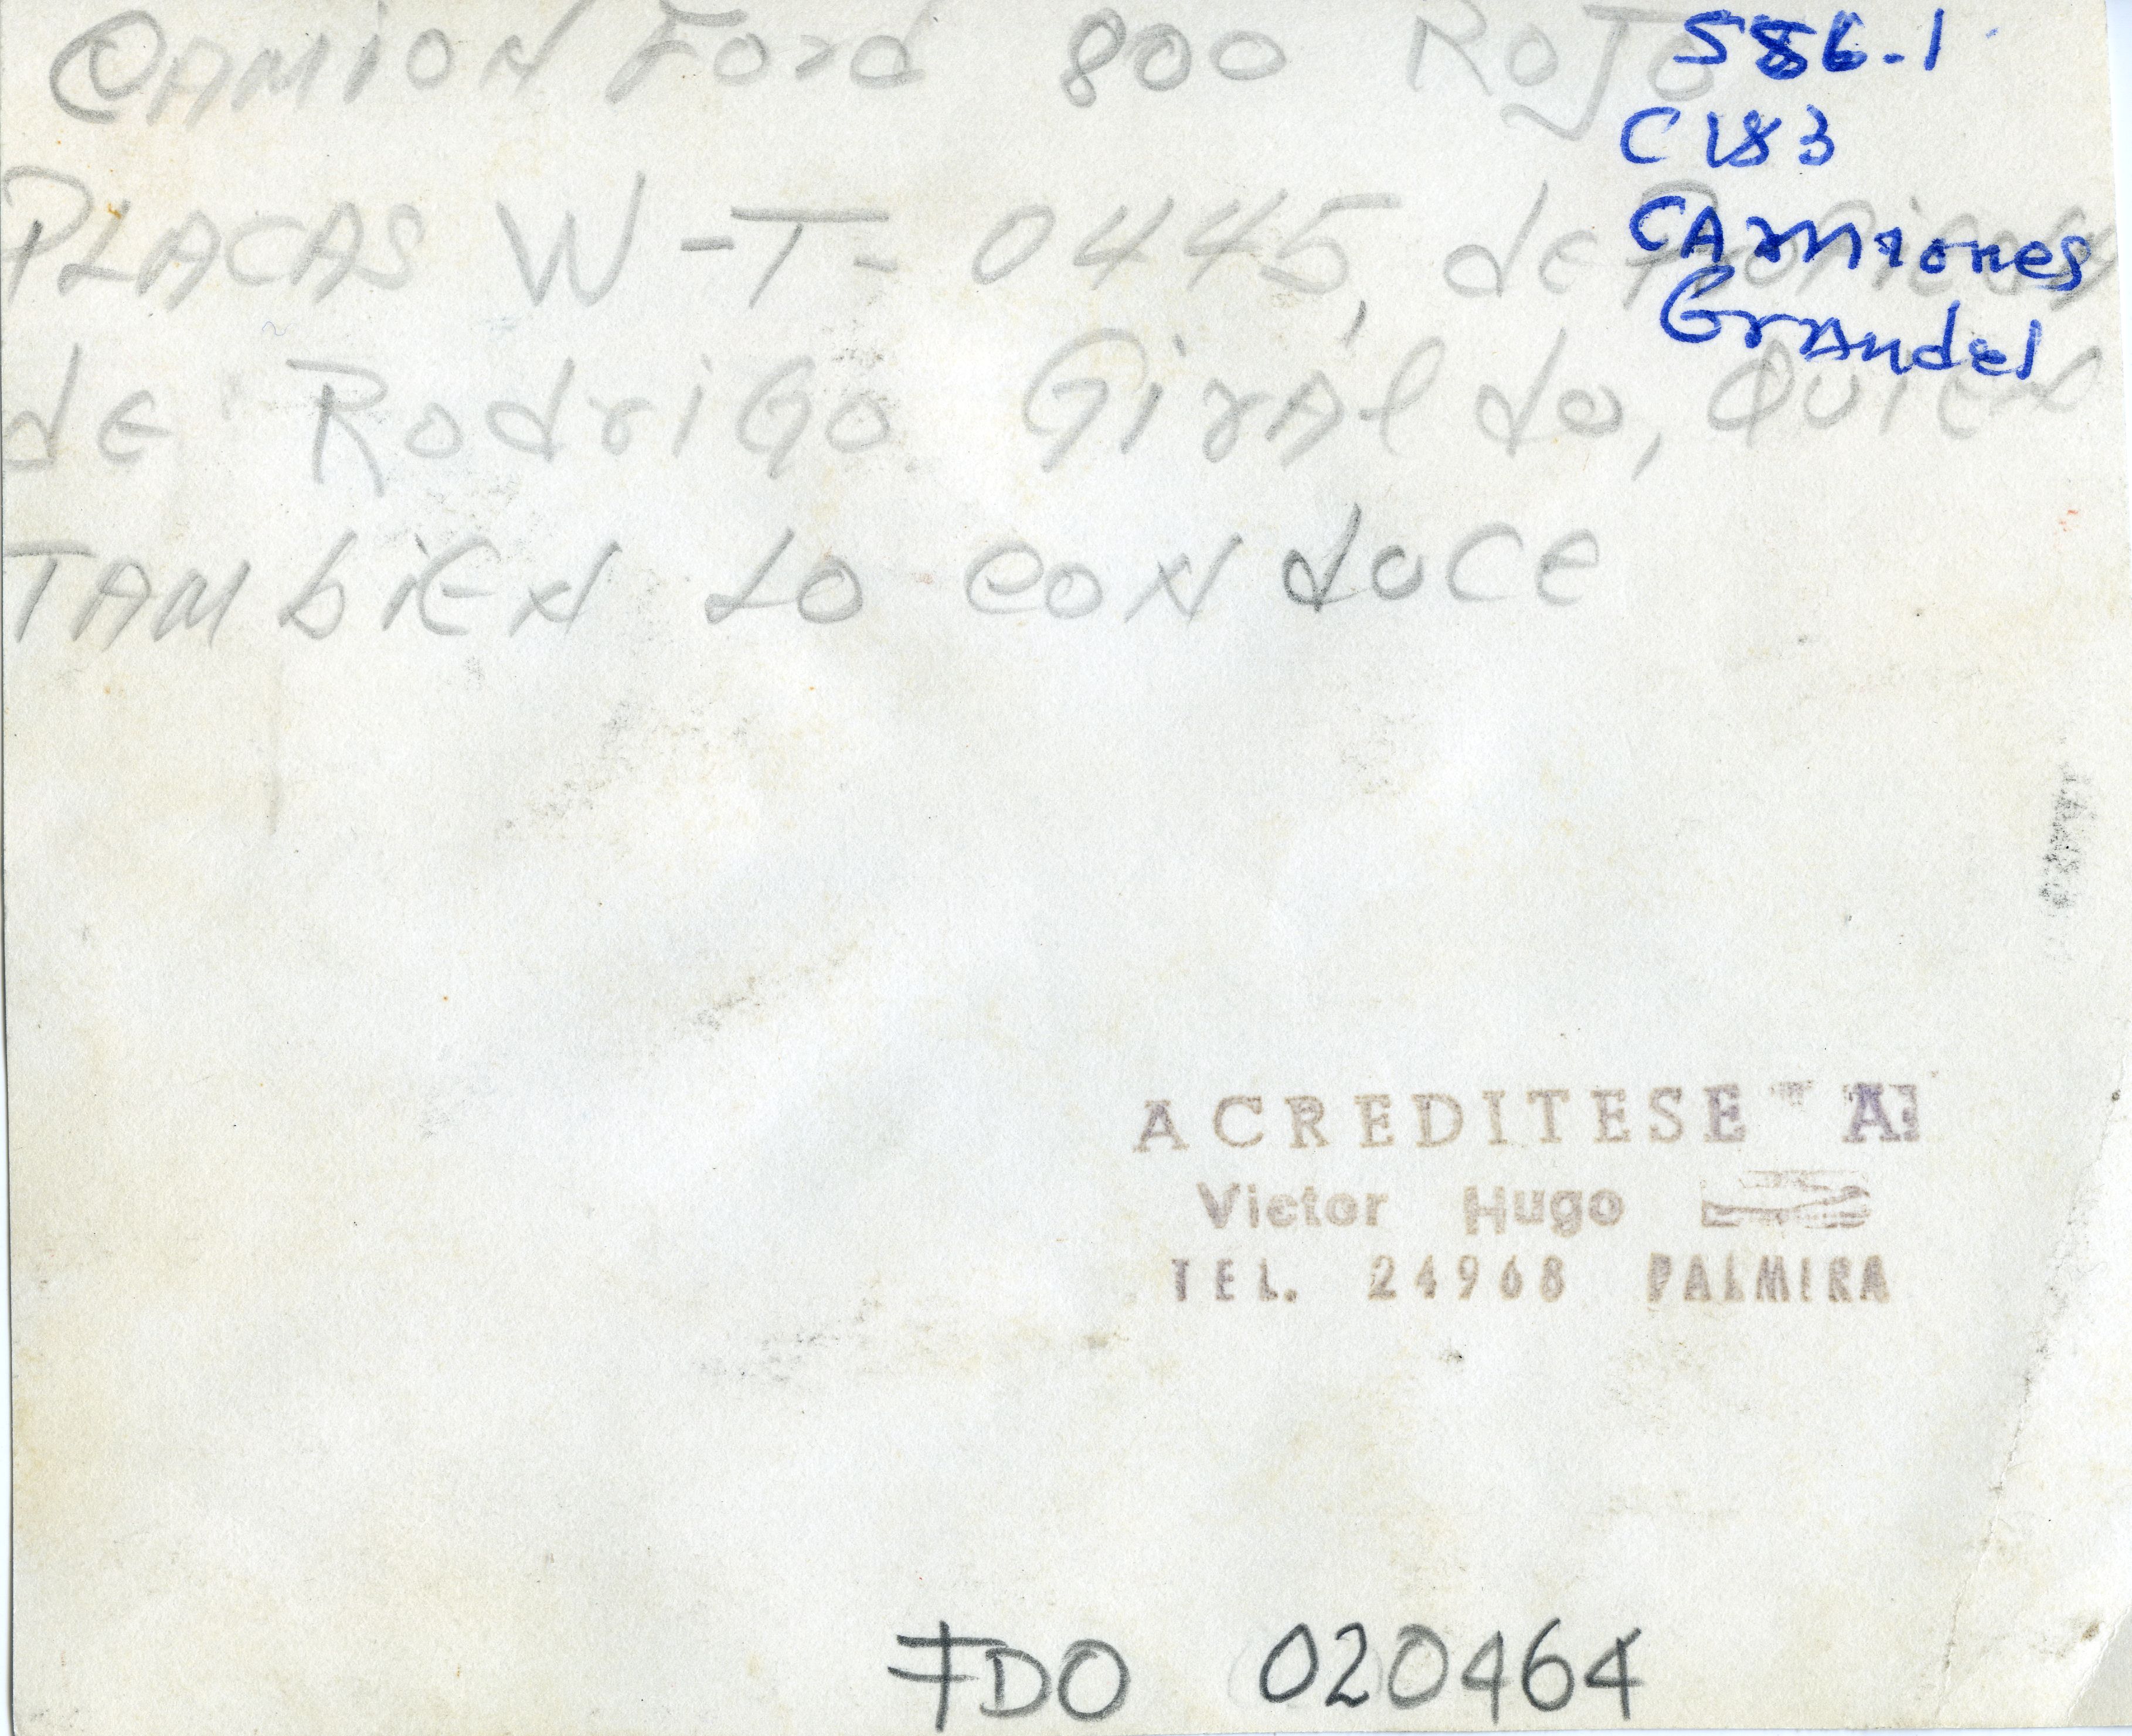 CAMION Ford 800 ROJO
PLACAS W-T- 0445, de
de Rodrigo Giraldo, QUIEN
TAMBIEN LO CONDUCE
S86-1
C183
CAmiones
Grandes
ACREDITESE
Victor Hugo
TEL. 24968 PALMIRA
FDO 020464